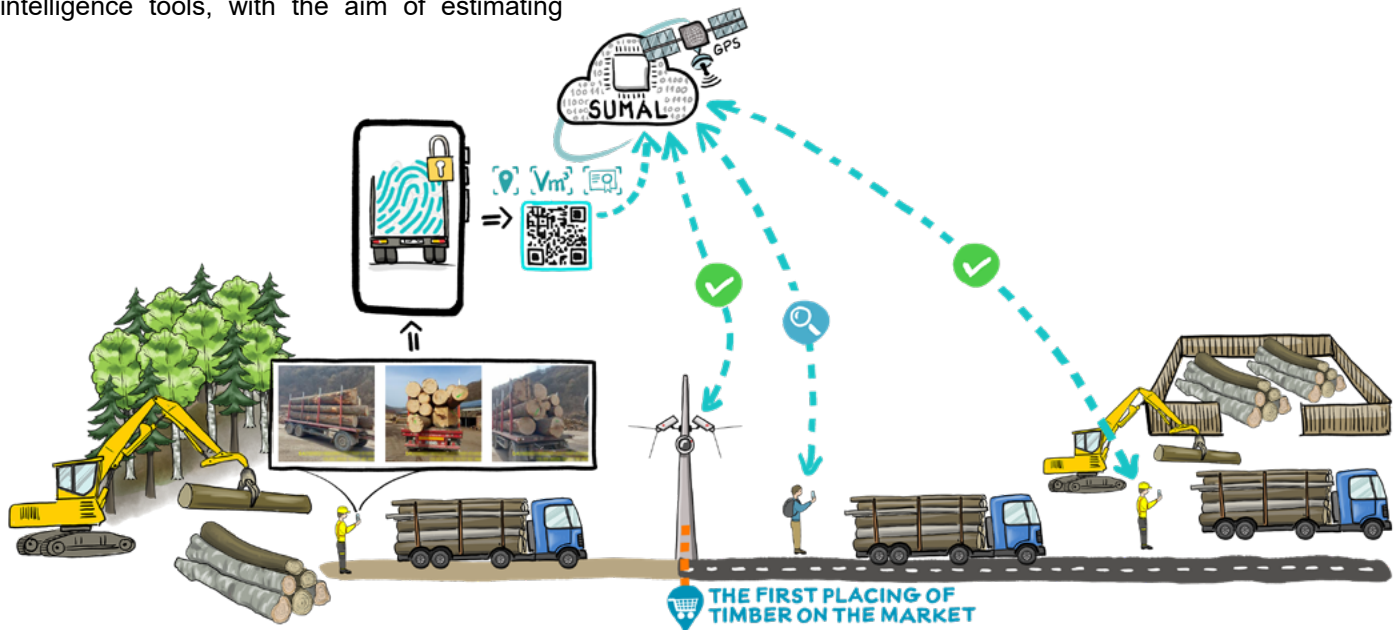 intelligence tools, with the aim of estimating
GPS
SUMAL
Vm³
THE FIRST PLACING OF
TIMBER ON THE MARKET